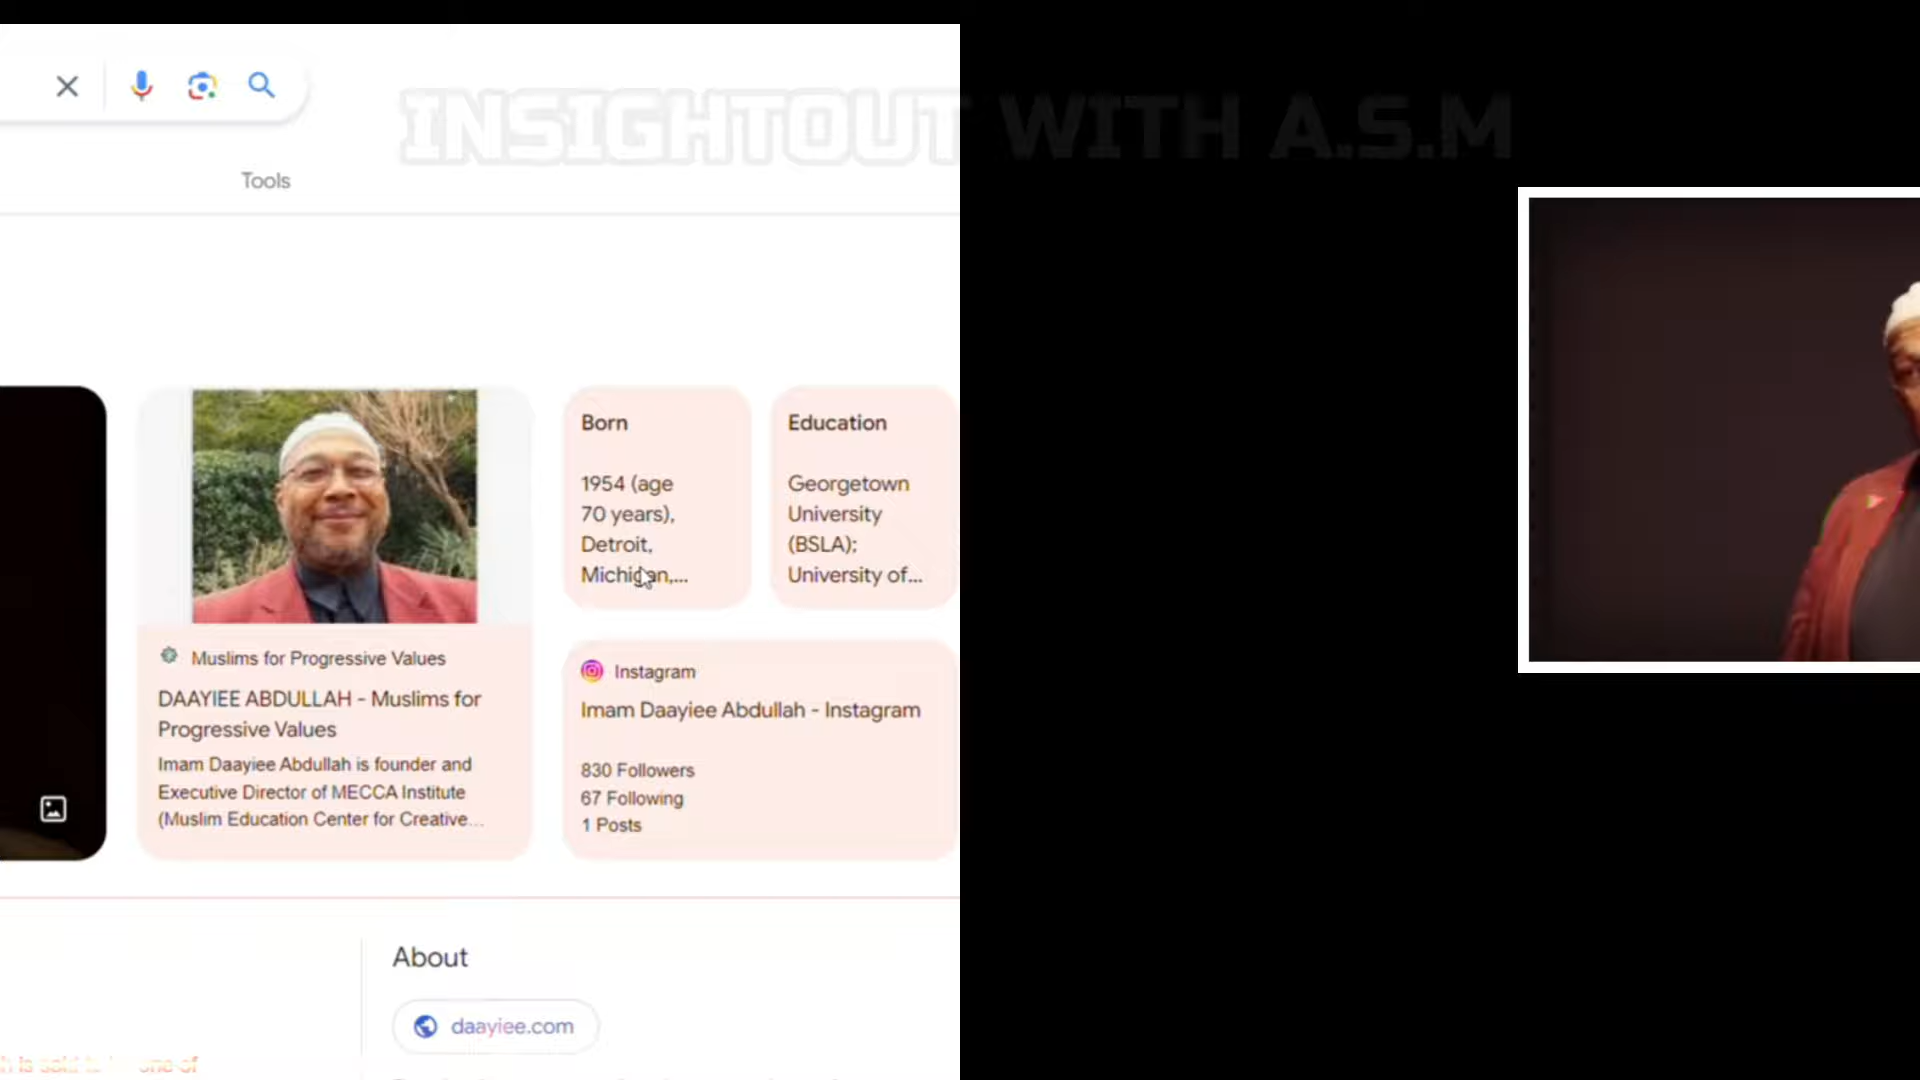 INSIGHTOUT WITH A.S.M
Tools
Muslims for Progressive Values
DAAYIEE ABDULLAH - Muslims for
Progressive Values
Imam Daayiee Abdullah is founder and
Executive Director of MECCA Institute
(Muslim Education Center for Creative...
Born
1954 (age
70 years),
Detroit,
Michigan,...
Education
Georgetown
University
(BSLA);
University of...
Instagram
Imam Daayiee Abdullah - Instagram
830 Followers
67 Following
1 Posts
About
daayiee.com
one of